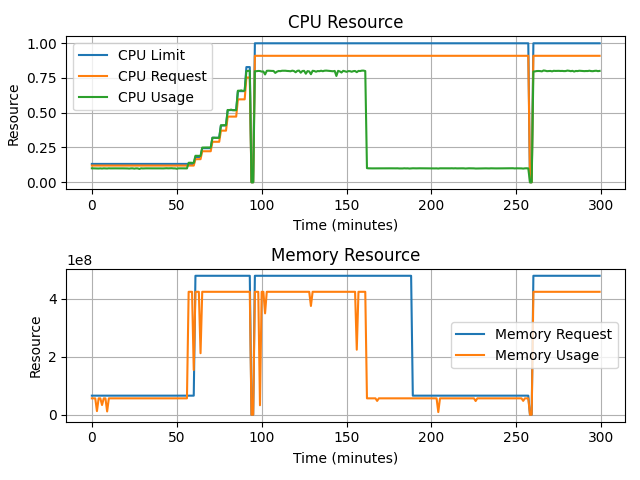 CPU Resource
1.00
0.75
0.50
0.25
0.00
Resource
CPU Limit
CPU Request
CPU Usage
0 50 100 150 200 250 300
Time (minutes)
Memory Resource
1e8
4
2
0
Resource
Memory Request
Memory Usage
0 50 100 150 200 250 300
Time (minutes)